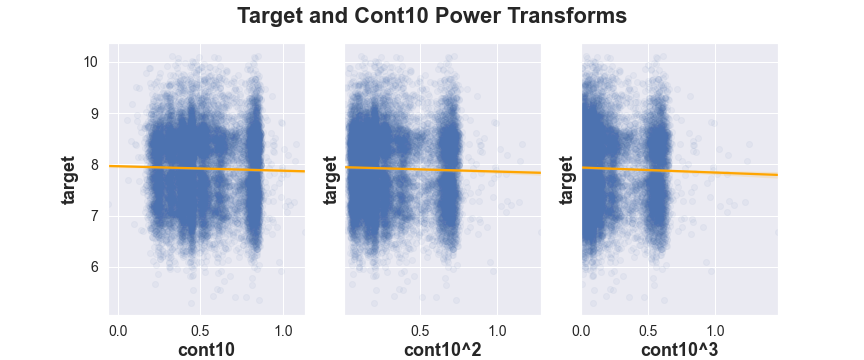 Target and Cont10 Power Transforms
10
9
8
7
6
target
target
target
0.0 0.5 1.0
0.5 1.0
0.0 0.5 1.0
cont10
cont10^2
cont10^3